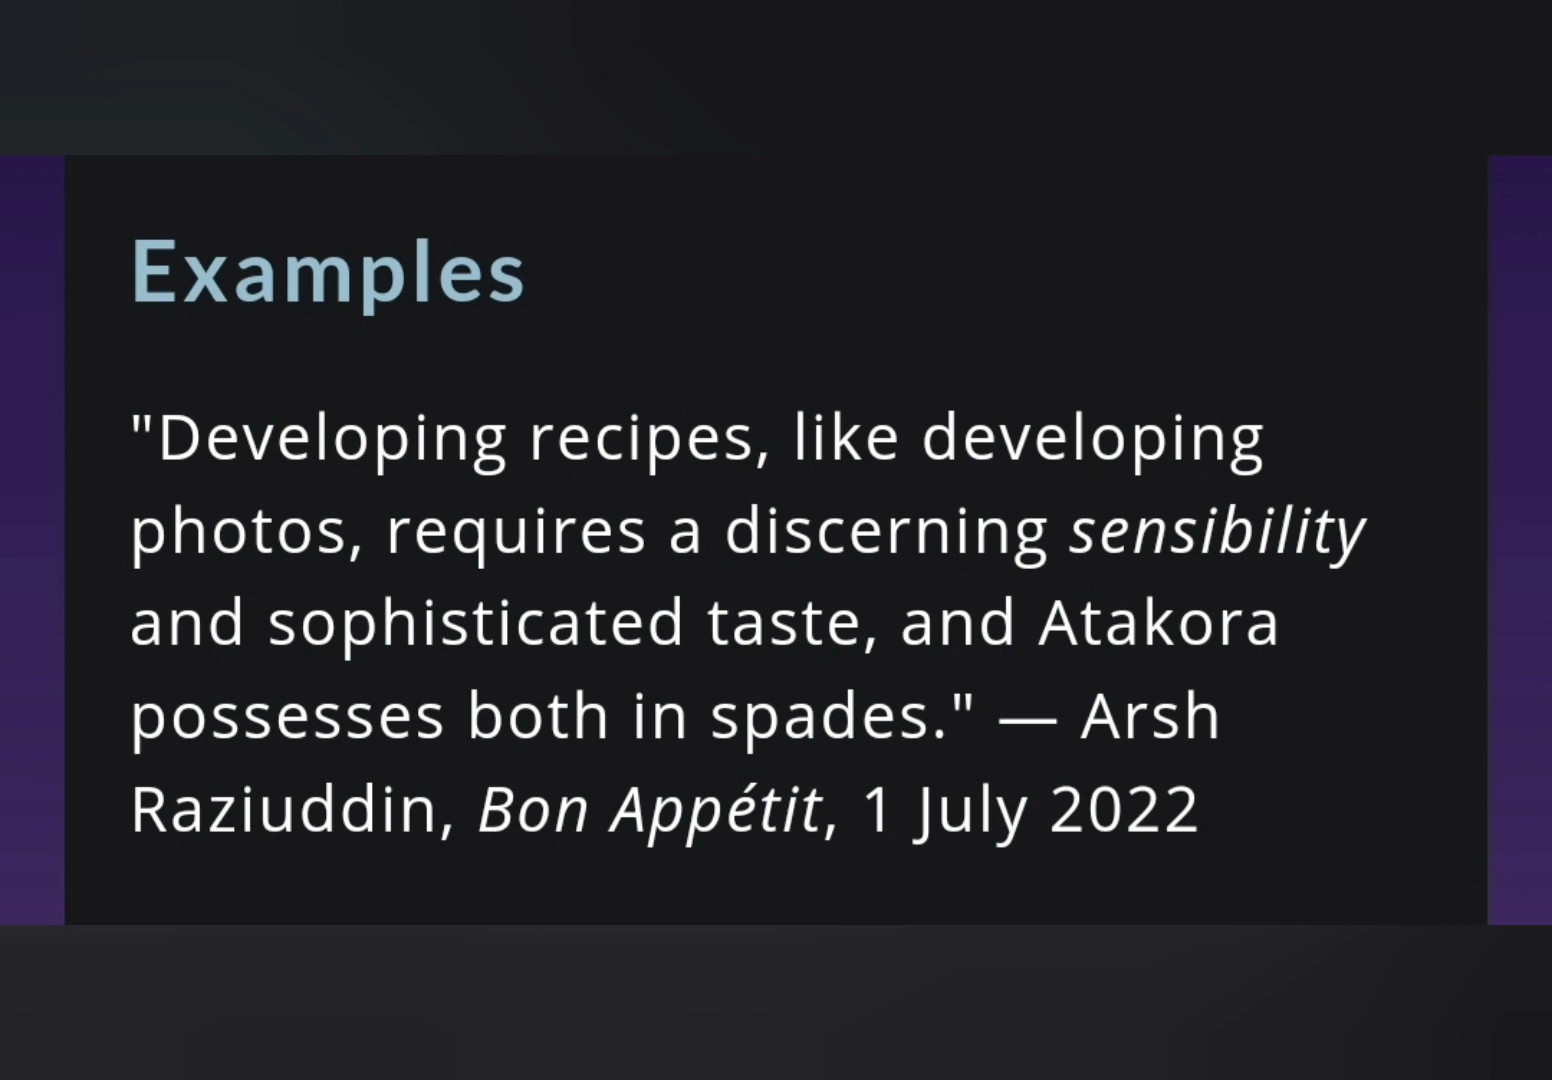 Examples
"Developing recipes, like developing
photos, requires a discerning sensibility
and sophisticated taste, and Atakora
possesses both in spades." — Arsh
Raziuddin, Bon Appétit, 1 July 2022